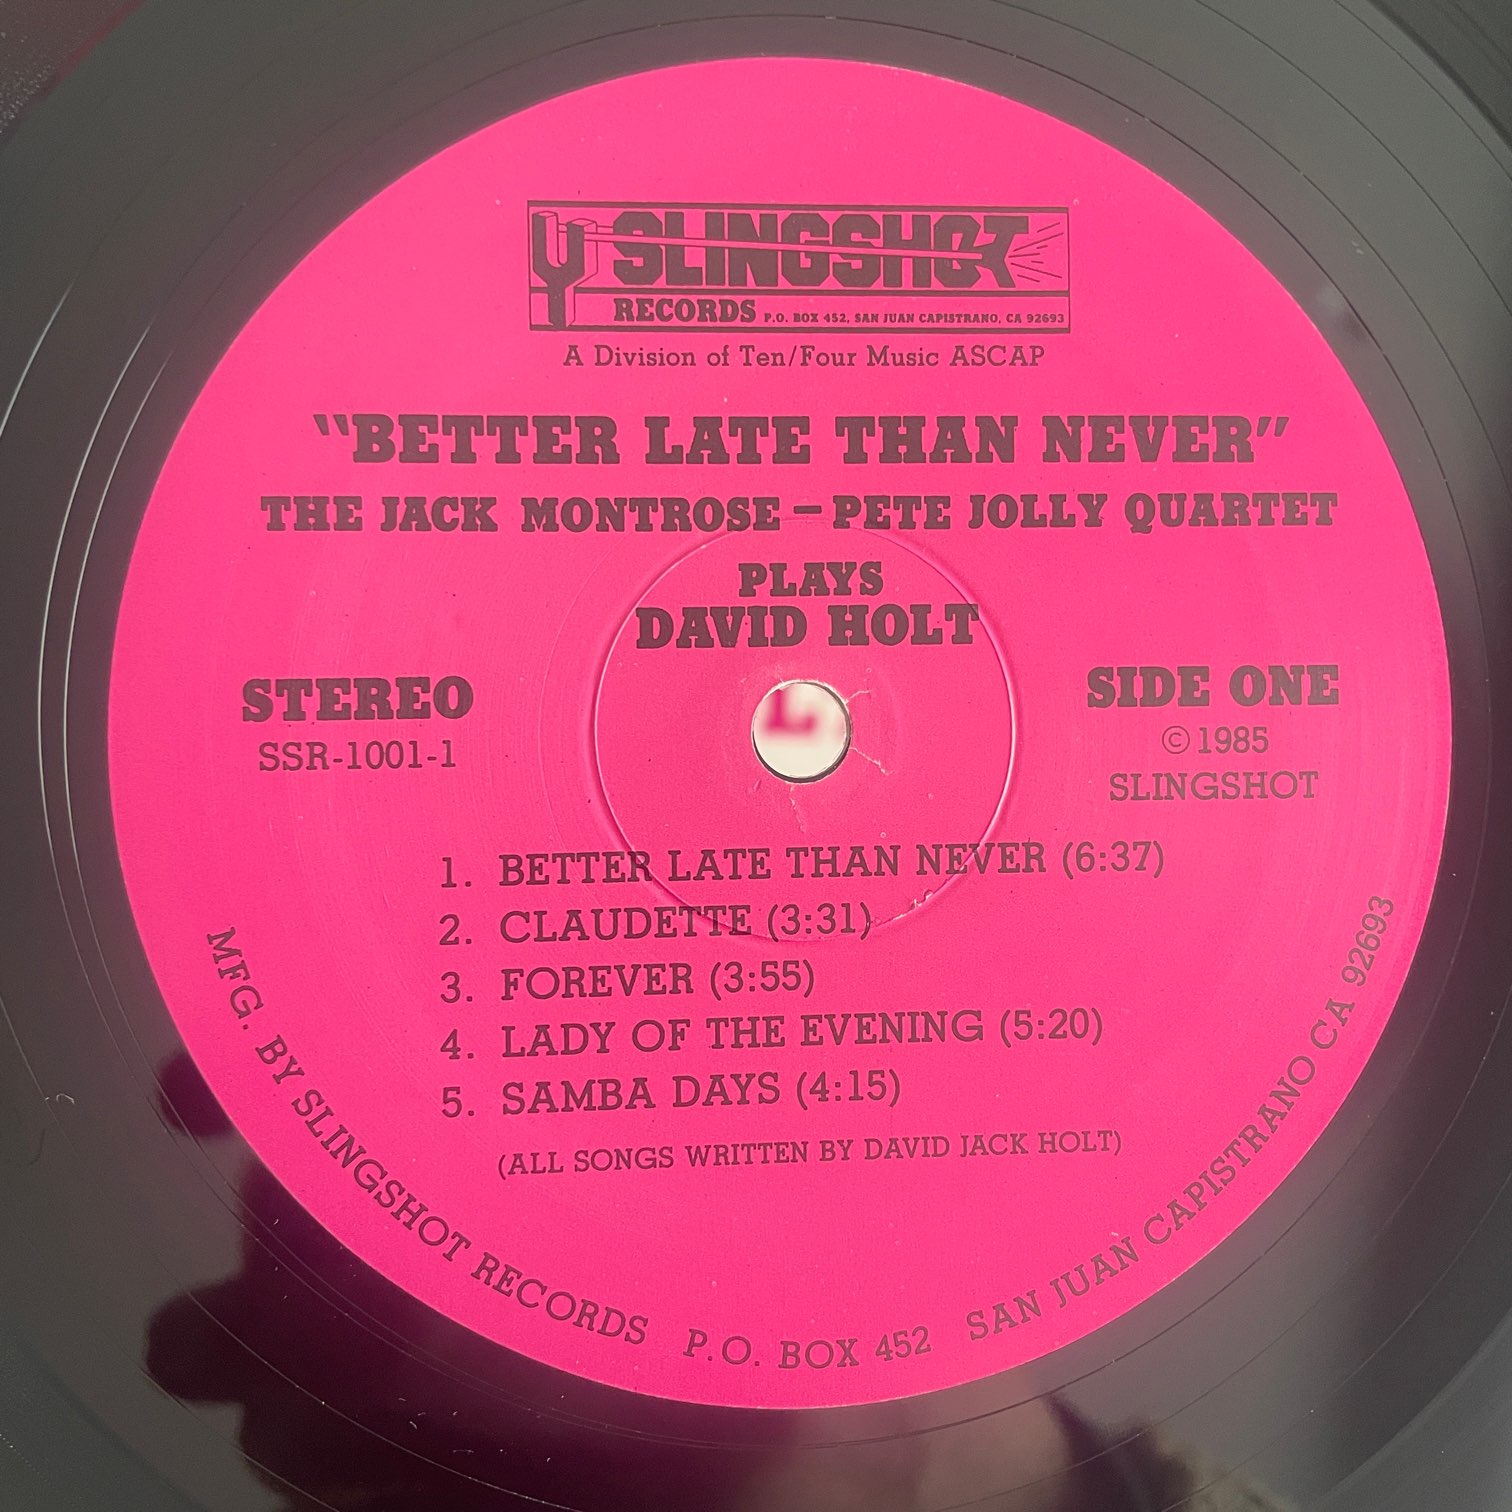 SLINGSHOT
RECORDS P.O. BOX 452, SAN JUAN CAPISTRANO, CA 92693
A Division of Ten/Four Music ASCAP
"BETTER LATE THAN NEVER"
THE JACK MONTROSE – PETE JOLLY QUARTET
PLAYS
DAVID HOLT
STEREO
SSR-1001-1
SIDE ONE
© 1985
SLINGSHOT
1. BETTER LATE THAN NEVER (6:37)
2. CLAUDETTE (3:31)
3. FOREVER (3:55)
4. LADY OF THE EVENING (5:20)
5. SAMBA DAYS (4:15)
(ALL SONGS WRITTEN BY DAVID JACK HOLT)
MFG. BY SLINGSHOT RECORDS P.O. BOX 452 SAN JUAN CAPISTRANO CA 92693